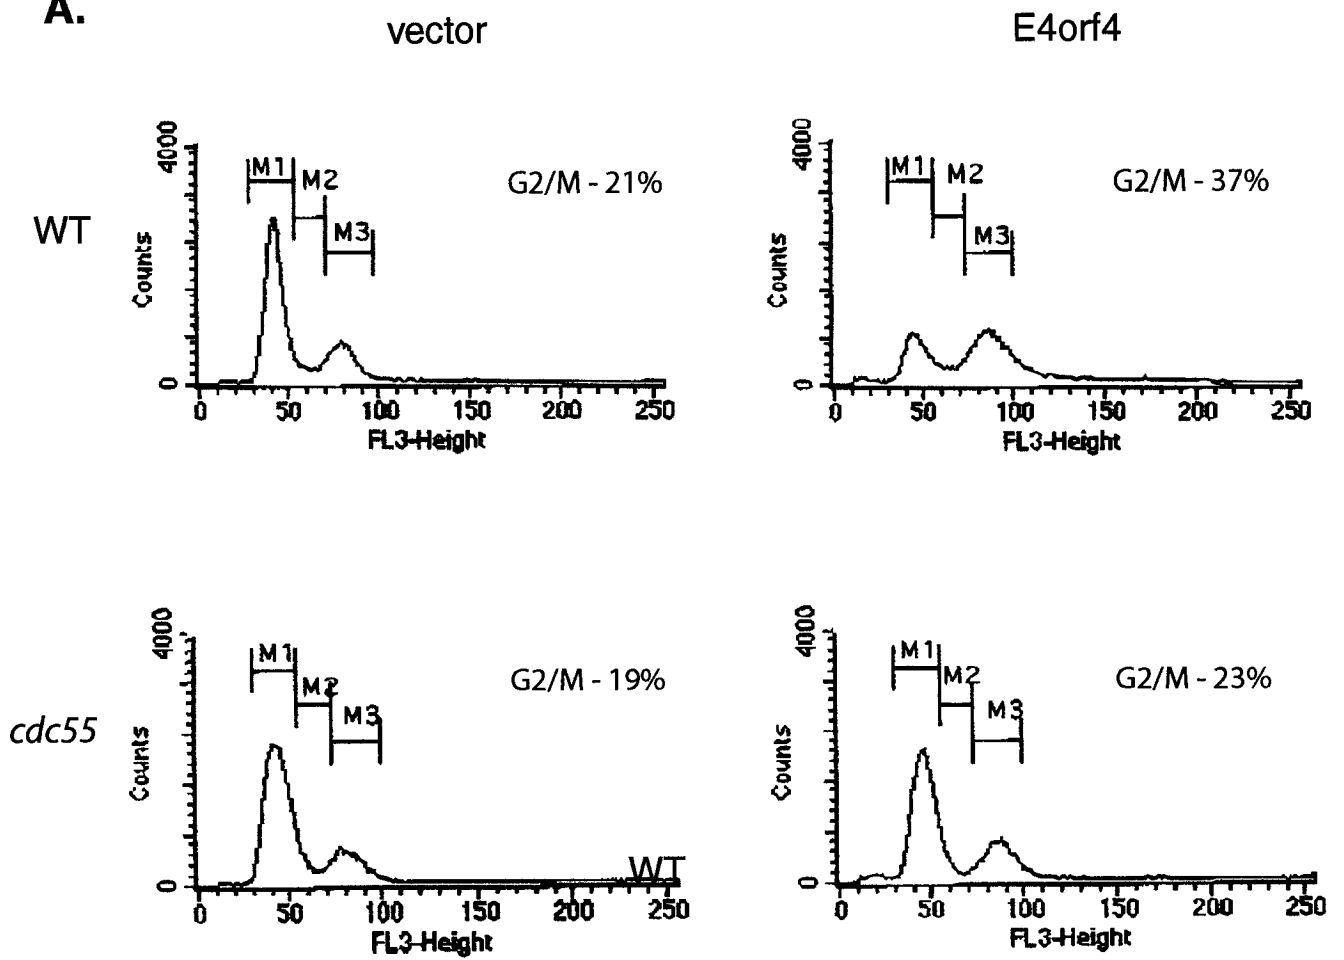 A.
vector
E4orf4
WT
4000
Counts
0
M1
M2
M3
G2/M - 21%
0 50 100 150 200 250
FL3-Height
4000
Counts
0
M1
M2
M3
G2/M - 37%
0 50 100 150 200 250
FL3-Height
cdc55
4000
Counts
0
M1
M2
M3
G2/M - 19%
WT
0 50 100 150 200 250
FL3-Height
4000
Counts
0
M1
M2
M3
G2/M - 23%
0 50 100 150 200 250
FL3-Height